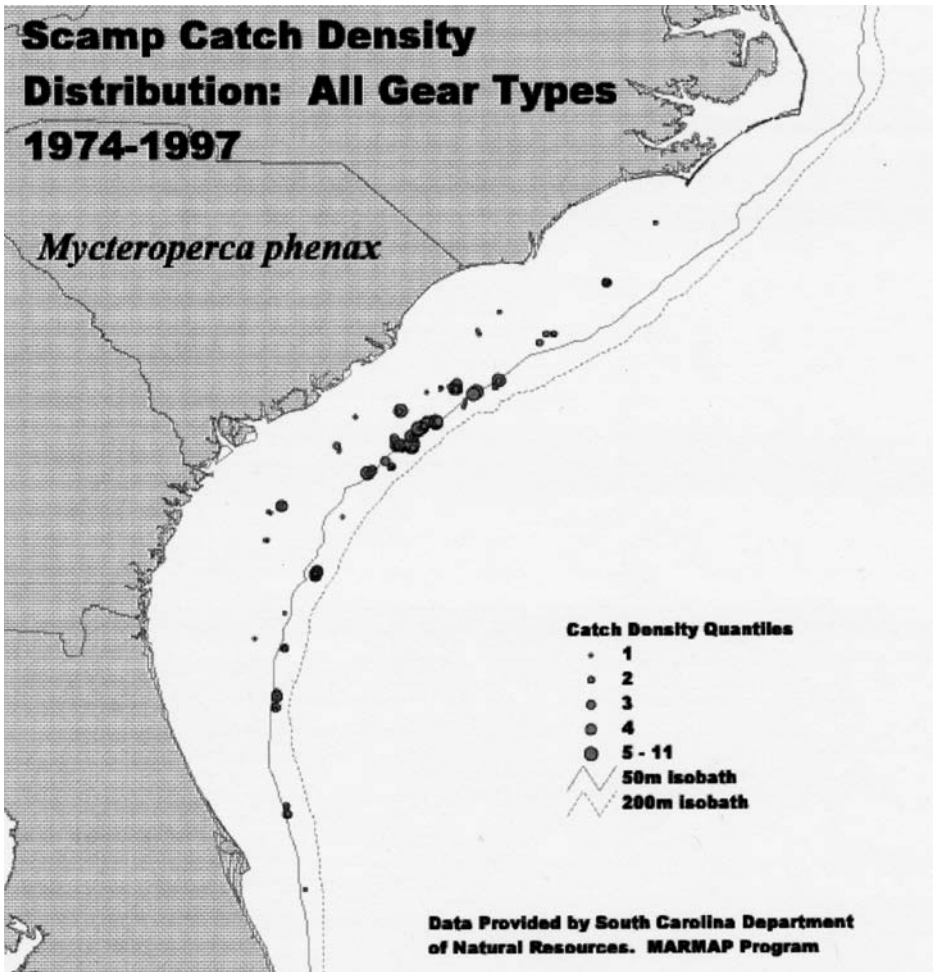 Scamp Catch Density
Distribution: All Gear Types
1974-1997
Mycteroperca phenax
Catch Density Quantiles
1
2
3
4
5 - 11
50m isobath
200m isobath
Data Provided by South Carolina Department
of Natural Resources. MARMAP Program